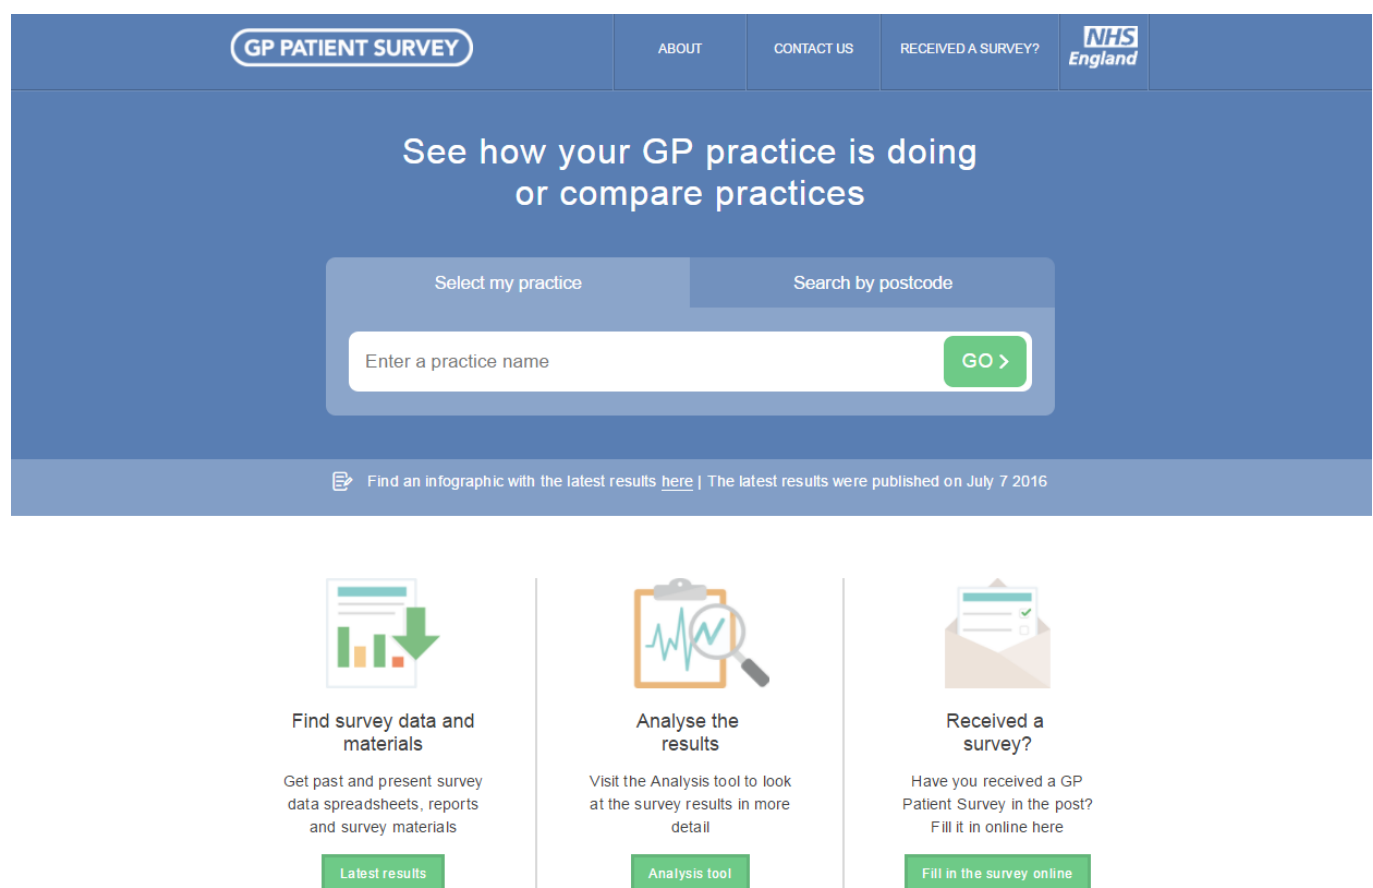 GP PATIENT SURVEY
ABOUT
CONTACT US
RECEIVED A SURVEY?
NHS
England
See how your GP practice is doing
or compare practices
Select my practice
Search by postcode
Enter a practice name
GO
Find an infographic with the latest results here | The latest results were published on July 7 2016
Find survey data and
materials
Get past and present survey
data spreadsheets, reports
and survey materials
Latest results
Analyse the
results
Visit the Analysis tool to look
at the survey results in more
detail
Analysis tool
Received a
survey?
Have you received a GP
Patient Survey in the post?
Fill it in online here
Fill in the survey online